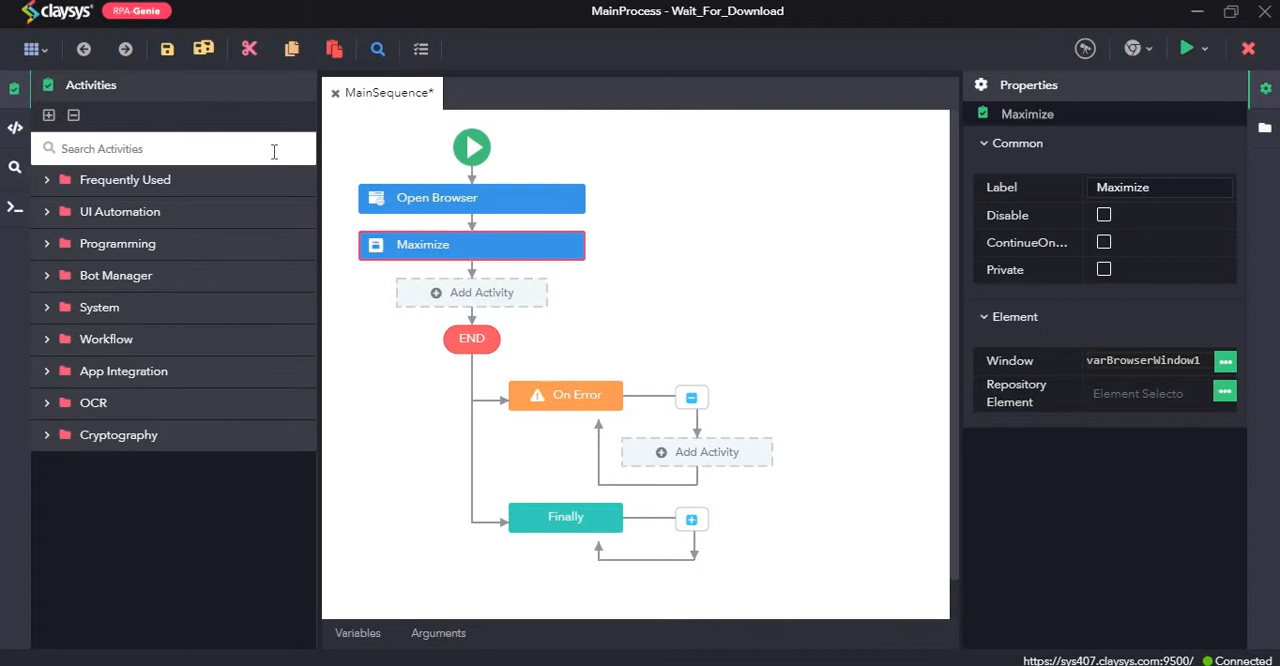 claysys RPA-Genie
MainProcess - Wait_For_Download
Activities
Search Activities
Frequently Used
UI Automation
Programming
Bot Manager
System
Workflow
App Integration
OCR
Cryptography
MainSequence*
Open Browser
Maximize
Add Activity
END
On Error
Add Activity
Finally
Variables Arguments
Properties
Maximize
Common
Label Maximize
Disable
ContinueOn...
Private
Element
Window varBrowserWindow1
Repository
Element Element Selecto
https://sys407.claysys.com:9500/ Connected